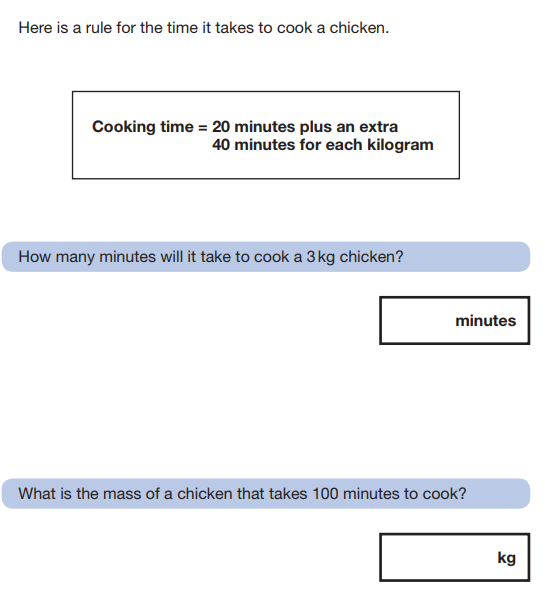 Here is a rule for the time it takes to cook a chicken.
Cooking time = 20 minutes plus an extra
40 minutes for each kilogram
How many minutes will it take to cook a 3 kg chicken?
minutes
What is the mass of a chicken that takes 100 minutes to cook?
kg